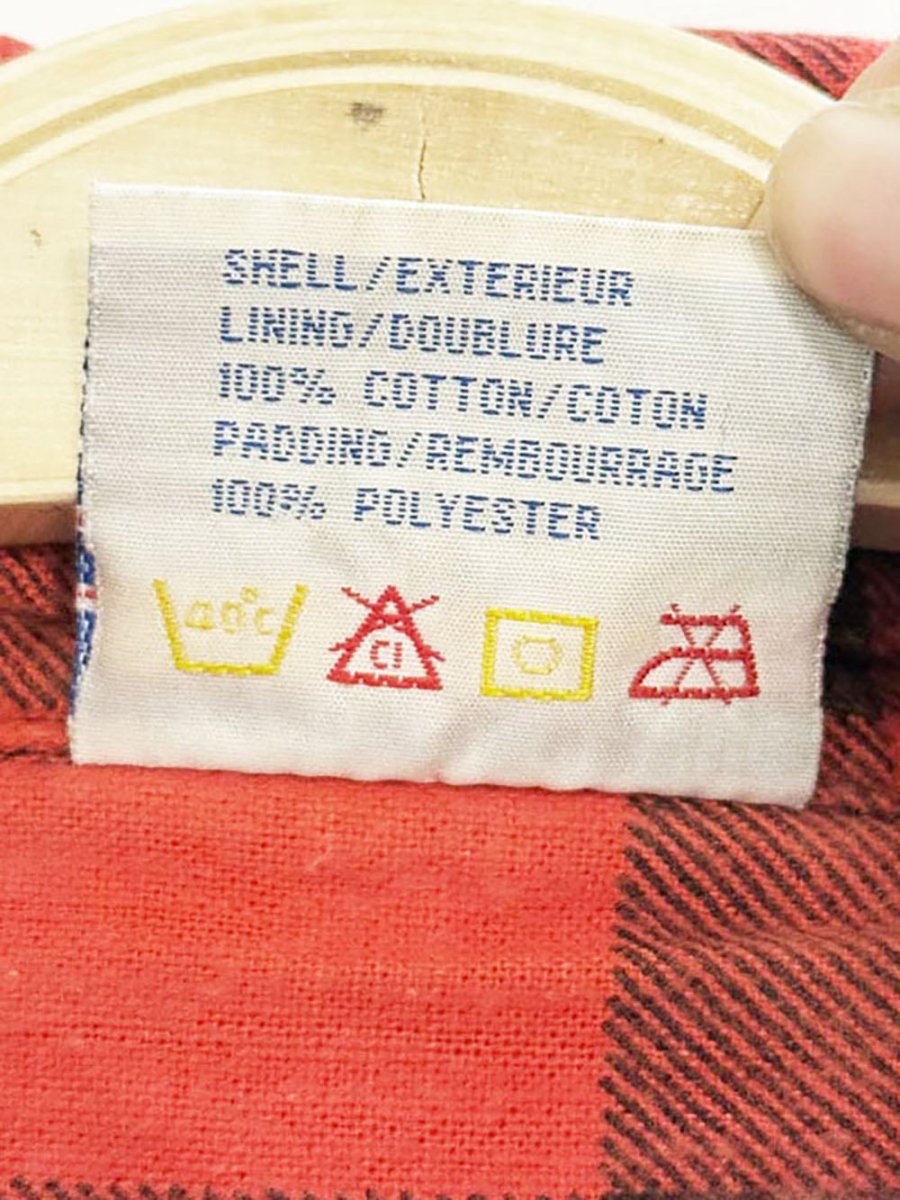 SHELL/EXTERIEUR
LINING/DOUBLURE
100% COTTON/COTON
PADDING/REMBOURRAGE
100% POLYESTER
40°C Cl